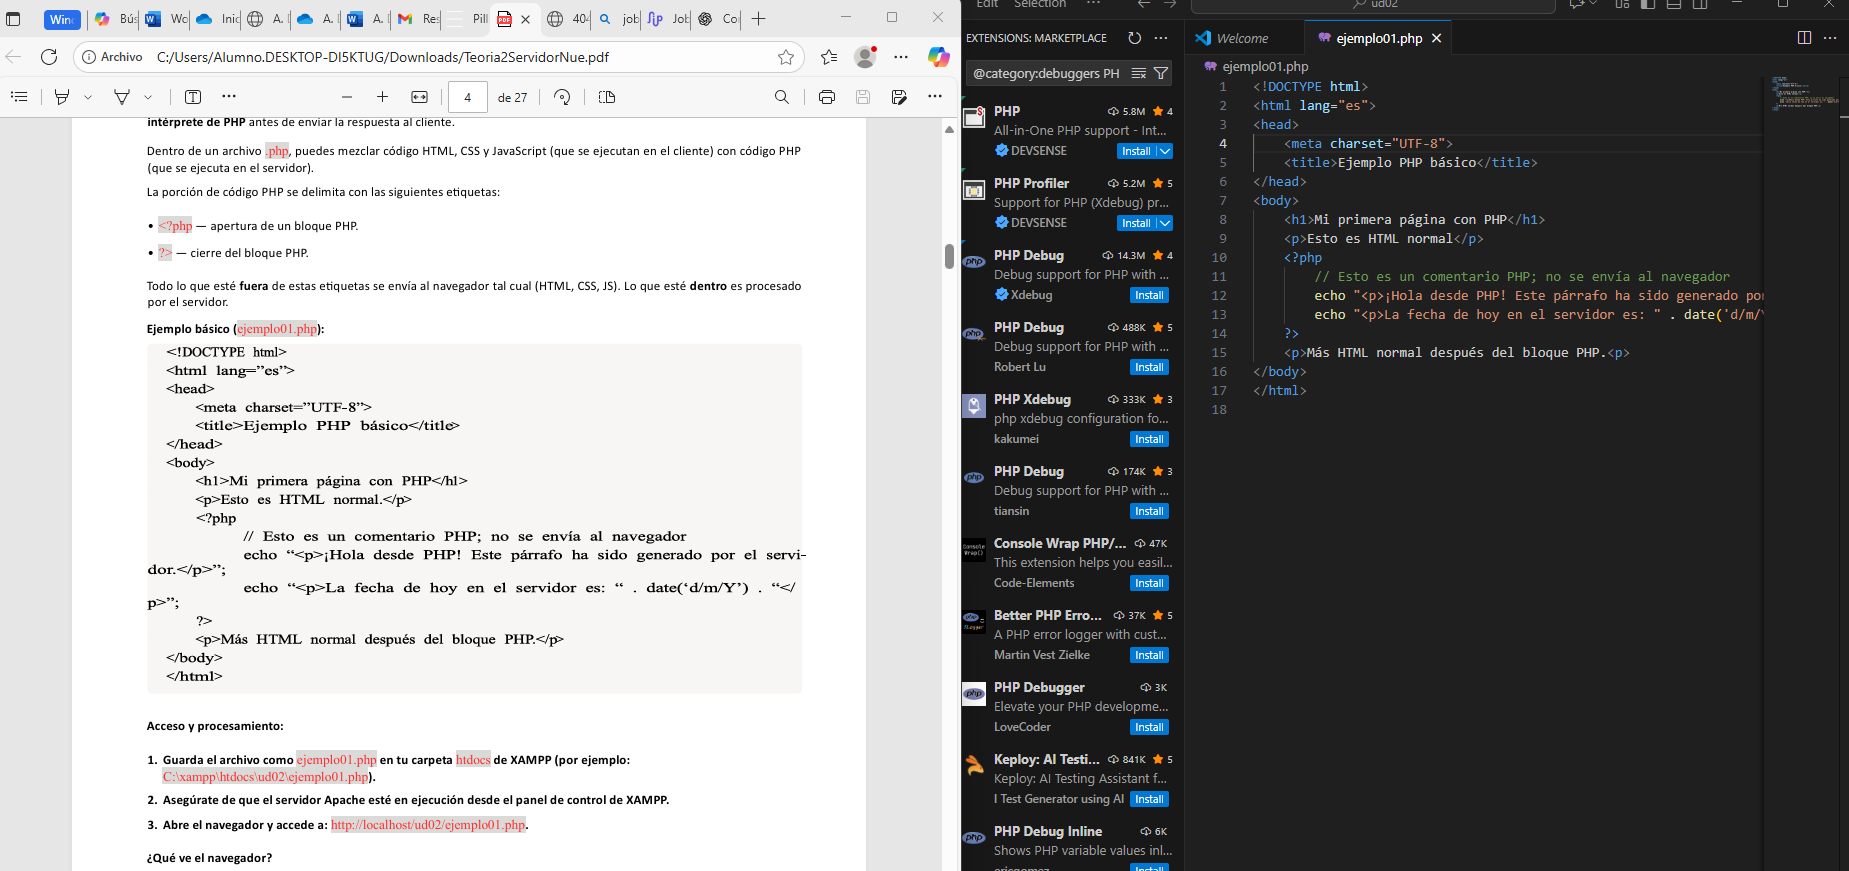 Winc
Bús
Wo
Inic
A. I
A. I
A. I
Res
Pill
PDF
404
job
Job
Co
Archivo
C:/Users/Alumno.DESKTOP-DI5KTUG/Downloads/Teoria2ServidorNue.pdf
4
de 27
intérprete de PHP antes de enviar la respuesta al cliente.
Dentro de un archivo .php, puedes mezclar código HTML, CSS y JavaScript (que se ejecutan en el cliente) con código PHP
(que se ejecuta en el servidor).
La porción de código PHP se delimita con las siguientes etiquetas:
• <?php — apertura de un bloque PHP.
• ?> — cierre del bloque PHP.
Todo lo que esté fuera de estas etiquetas se envía al navegador tal cual (HTML, CSS, JS). Lo que esté dentro es procesado
por el servidor.
Ejemplo básico (ejemplo01.php):
<!DOCTYPE html>
<html lang=”es”>
<head>
<meta charset=”UTF-8”>
<title>Ejemplo PHP básico</title>
</head>
<body>
<h1>Mi primera página con PHP</h1>
<p>Esto es HTML normal.</p>
<?php
// Esto es un comentario PHP; no se envía al navegador
echo “<p>¡Hola desde PHP! Este párrafo ha sido generado por el servi-
dor.</p>”;
echo “<p>La fecha de hoy en el servidor es: “ . date(‘d/m/Y’) . “</
p>”;
?>
<p>Más HTML normal después del bloque PHP.</p>
</body>
</html>
Acceso y procesamiento:
1. Guarda el archivo como ejemplo01.php en tu carpeta htdocs de XAMPP (por ejemplo:
C:\xampp\htdocs\ud02\ejemplo01.php).
2. Asegúrate de que el servidor Apache esté en ejecución desde el panel de control de XAMPP.
3. Abre el navegador y accede a: http://localhost/ud02/ejemplo01.php.
¿Qué ve el navegador?
Edit Selection ···
ud02
EXTENSIONS: MARKETPLACE
@category:debuggers PH
PHP 5.8M 4
All-in-One PHP support - Int...
DEVSENSE Install
PHP Profiler 5.2M 5
Support for PHP (Xdebug) pr...
DEVSENSE Install
PHP Debug 14.3M 4
Debug support for PHP with ...
Xdebug Install
PHP Debug 488K 5
Debug support for PHP with ...
Robert Lu Install
PHP Xdebug 333K 3
php xdebug configuration fo...
kakumei Install
PHP Debug 174K 3
Debug support for PHP with ...
tiansin Install
Console Wrap PHP/... 47K
This extension helps you easil...
Code-Elements Install
Better PHP Erro... 37K 5
A PHP error logger with cust...
Martin Vest Zielke Install
PHP Debugger 3K
Elevate your PHP developme...
LoveCoder Install
Keploy: AI Testi... 841K 5
Keploy: AI Testing Assistant f...
I Test Generator using AI Install
PHP Debug Inline 6K
Shows PHP variable values inl...
ericgomez Install
Welcome
ejemplo01.php
ejemplo01.php
1 <!DOCTYPE html>
2 <html lang="es">
3 <head>
4 <meta charset="UTF-8">
5 <title>Ejemplo PHP básico</title>
6 </head>
7 <body>
8 <h1>Mi primera página con PHP</h1>
9 <p>Esto es HTML normal</p>
10 <?php
11 // Esto es un comentario PHP; no se envía al navegador
12 echo "<p>¡Hola desde PHP! Este párrafo ha sido generado por
13 echo "<p>La fecha de hoy en el servidor es: " . date('d/m/Y
14 ?>
15 <p>Más HTML normal después del bloque PHP.<p>
16 </body>
17 </html>
18